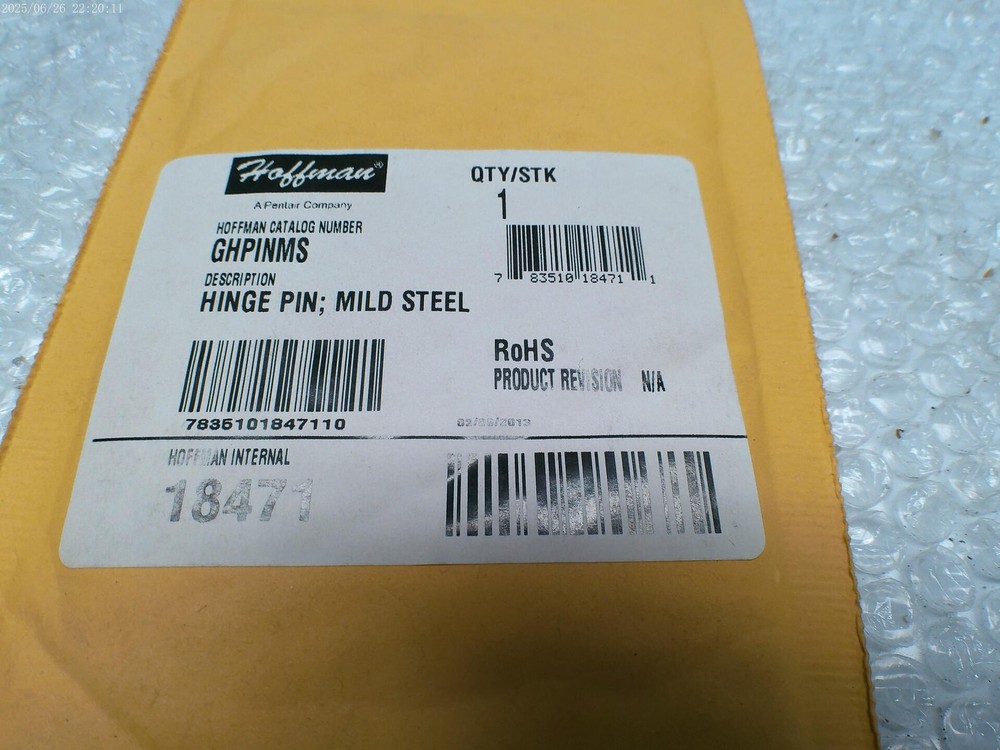 2025/06/26 22:20:11
Hoffman®
A Pentair Company
HOFFMAN CATALOG NUMBER
GHPINMS
DESCRIPTION
HINGE PIN; MILD STEEL
7835101847110
QTY/STK
1
7 83510 18471 1
RoHS
PRODUCT REVISION N/A
HOFFMAN INTERNAL
18471